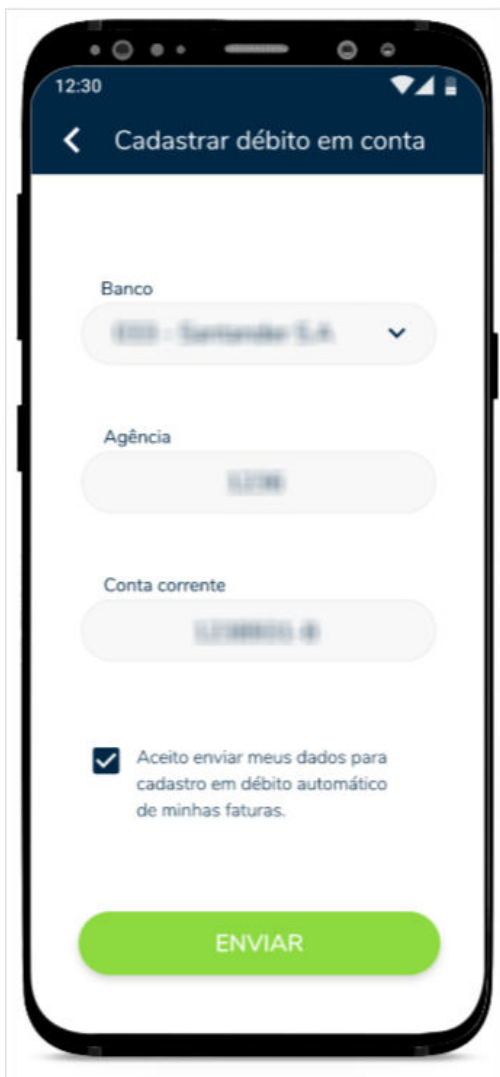 12:30
Cadastrar débito em conta
Banco
Agência
Conta corrente
Aceito enviar meus dados para
cadastro em débito automático
de minhas faturas.
ENVIAR